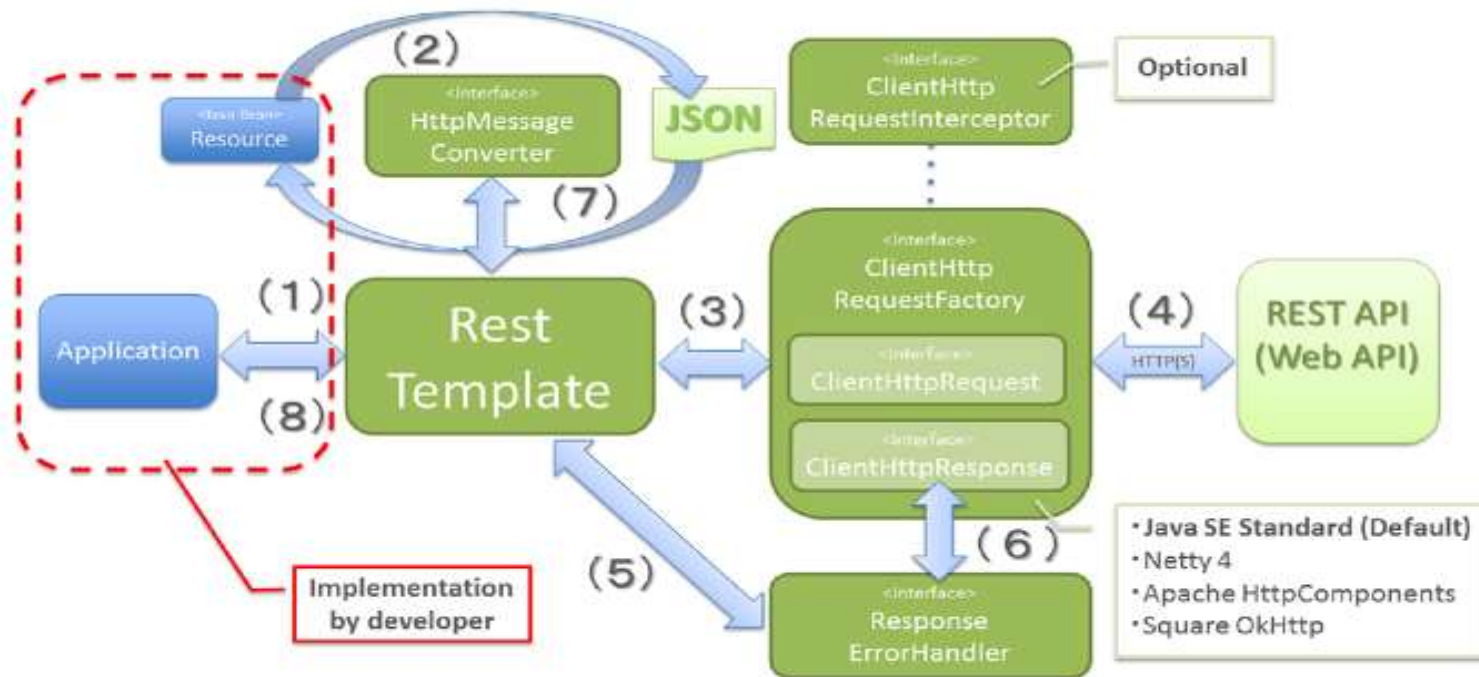 (2)
<Java Bean>
Resource
<Interface>
HttpMessage
Converter
JSON
<Interface>
ClientHttp
RequestInterceptor
Optional
(7)
(1)
Application
(8)
Rest
Template
(3)
<Interface>
ClientHttp
RequestFactory
<Interface>
ClientHttpRequest
<Interface>
ClientHttpResponse
(4)
HTTP(S)
REST API
(Web API)
(5)
(6)
Implementation
by developer
<Interface>
Response
ErrorHandler
・Java SE Standard (Default)
・Netty 4
・Apache HttpComponents
・Square OkHttp